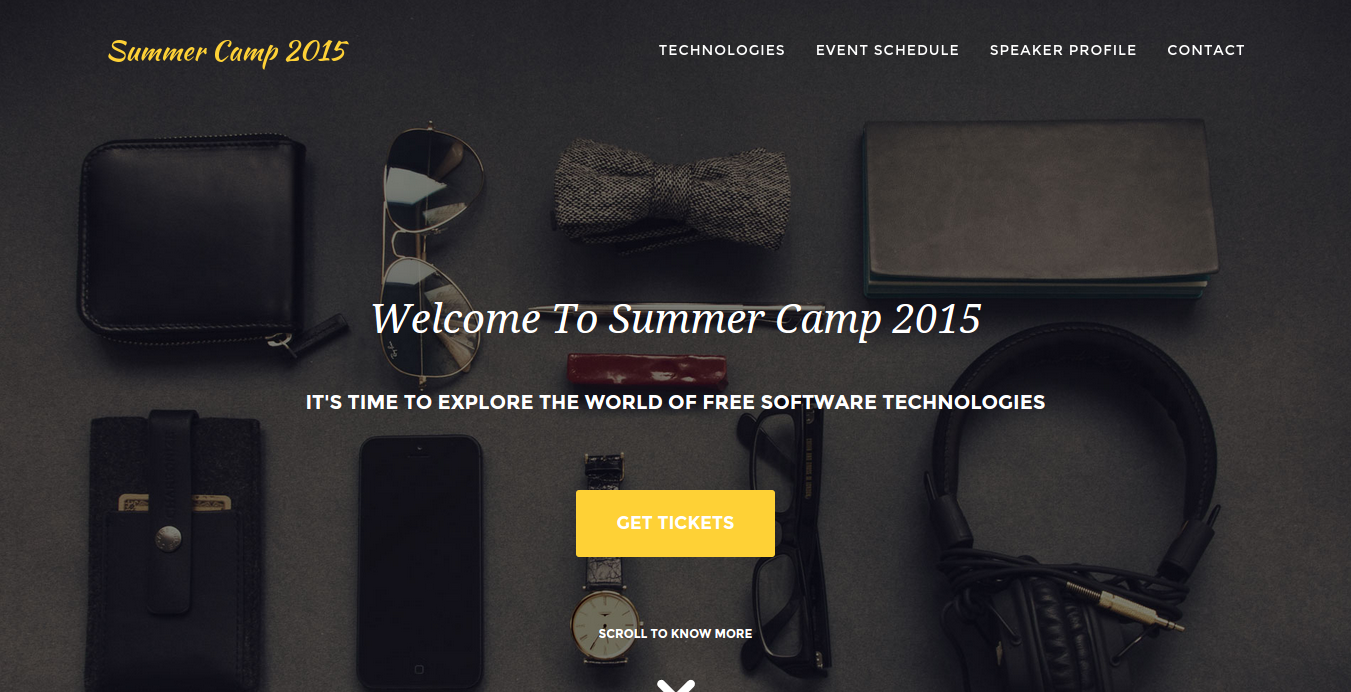 Summer Camp 2015
TECHNOLOGIES EVENT SCHEDULE SPEAKER PROFILE CONTACT
Welcome To Summer Camp 2015
IT'S TIME TO EXPLORE THE WORLD OF FREE SOFTWARE TECHNOLOGIES
GET TICKETS
SCROLL TO KNOW MORE